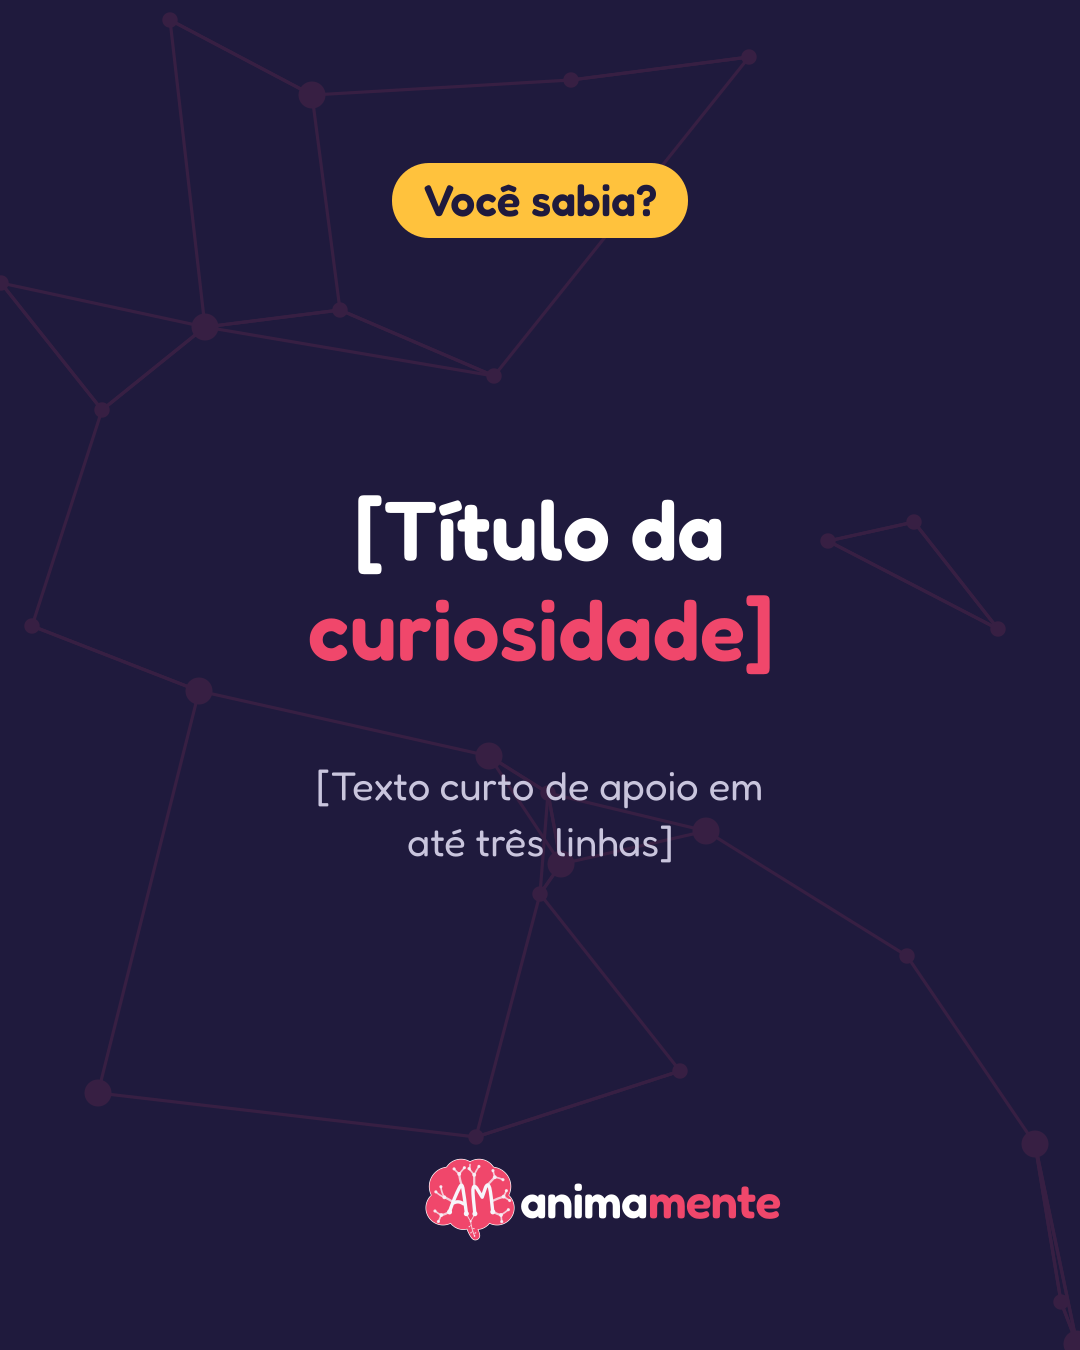 Você sabia?
[Título da
curiosidade]
[Texto curto de apoio em
até três linhas]
AM animamente